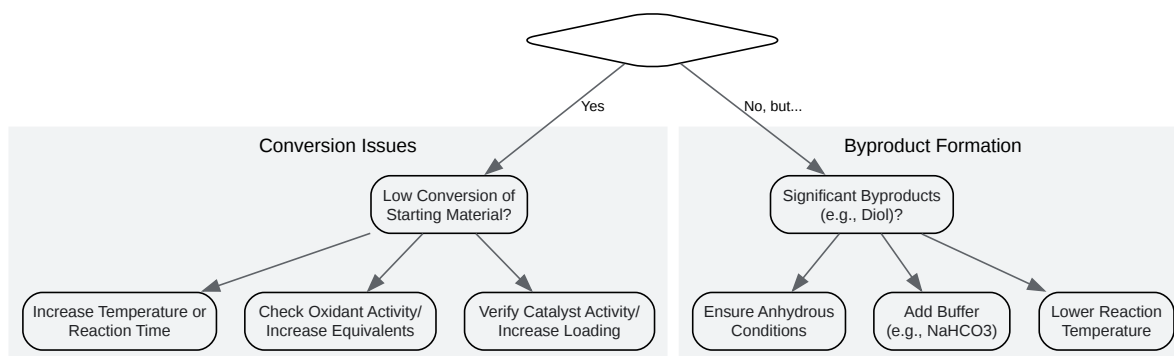 Yes
No, but...
Conversion Issues
Byproduct Formation
Low Conversion of
Starting Material?
Significant Byproducts
(e.g., Diol)?
Increase Temperature or
Reaction Time
Check Oxidant Activity/
Increase Equivalents
Verify Catalyst Activity/
Increase Loading
Ensure Anhydrous
Conditions
Add Buffer
(e.g., NaHCO3)
Lower Reaction
Temperature